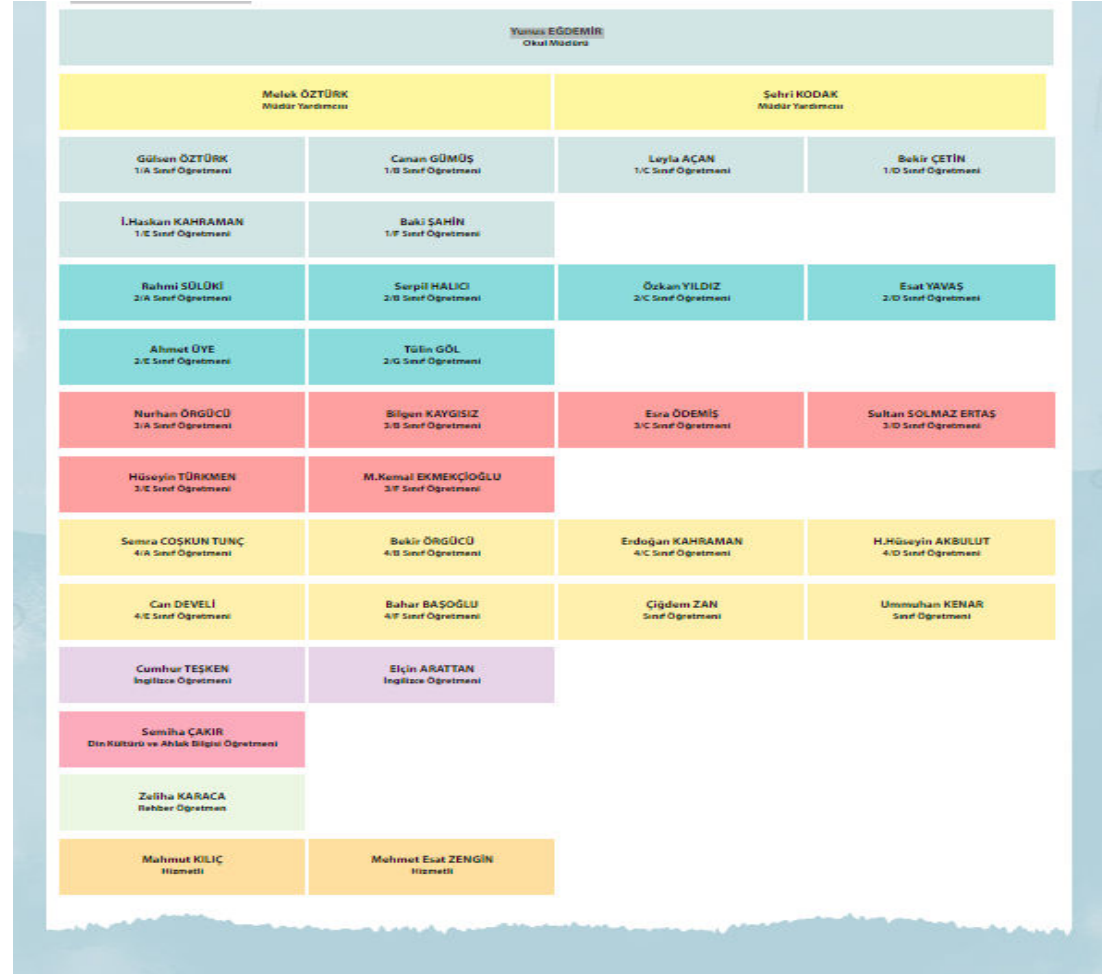 Yunus EĞDEMİR
Okul Müdürü
Melek ÖZTÜRK
Müdür Yardımcısı
Şehri KODAK
Müdür Yardımcısı
Gülsen ÖZTÜRK
1/A Sınıf Öğretmeni
Canan GÜMÜŞ
1/B Sınıf Öğretmeni
Leyla AÇAN
1/C Sınıf Öğretmeni
Bekir ÇETİN
1/D Sınıf Öğretmeni
İ.Haskan KAHRAMAN
1/E Sınıf Öğretmeni
Baki ŞAHİN
1/F Sınıf Öğretmeni
Rahmi SÜLÜKİ
2/A Sınıf Öğretmeni
Serpil HALICI
2/B Sınıf Öğretmeni
Özkan YILDIZ
2/C Sınıf Öğretmeni
Esat YAVAŞ
2/D Sınıf Öğretmeni
Ahmet ÜYE
2/E Sınıf Öğretmeni
Tülin GÖL
2/G Sınıf Öğretmeni
Nurhan ÖRGÜCÜ
3/A Sınıf Öğretmeni
Bilgen KAYGISIZ
3/B Sınıf Öğretmeni
Esra ÖDEMİŞ
3/C Sınıf Öğretmeni
Sultan SOLMAZ ERTAŞ
3/D Sınıf Öğretmeni
Hüseyin TÜRKMEN
3/E Sınıf Öğretmeni
M.Kemal EKMEKÇİOĞLU
3/F Sınıf Öğretmeni
Semra COŞKUN TUNÇ
4/A Sınıf Öğretmeni
Bekir ÖRGÜCÜ
4/B Sınıf Öğretmeni
Erdoğan KAHRAMAN
4/C Sınıf Öğretmeni
H.Hüseyin AKBULUT
4/D Sınıf Öğretmeni
Can DEVELİ
4/E Sınıf Öğretmeni
Bahar BAŞOĞLU
4/F Sınıf Öğretmeni
Çiğdem ZAN
Sınıf Öğretmeni
Ummuhan KENAR
Sınıf Öğretmeni
Cumhur TEŞKEN
İngilizce Öğretmeni
Elçin ARATTAN
İngilizce Öğretmeni
Semiha ÇAKIR
Din Kültürü ve Ahlak Bilgisi Öğretmeni
Zeliha KARACA
Rehber Öğretmen
Mahmut KILIÇ
Hizmetli
Mehmet Esat ZENGİN
Hizmetli